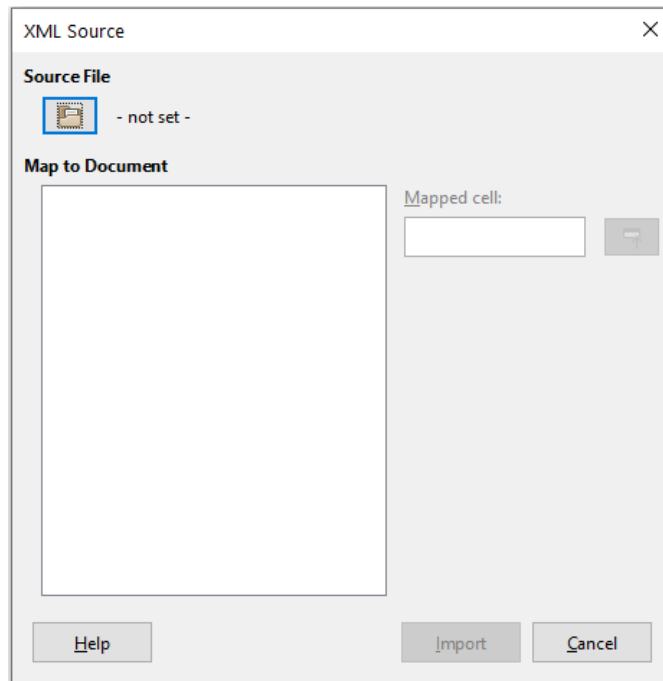 XML Source
Source File
- not set -
Map to Document
Mapped cell:
Help
Import
Cancel